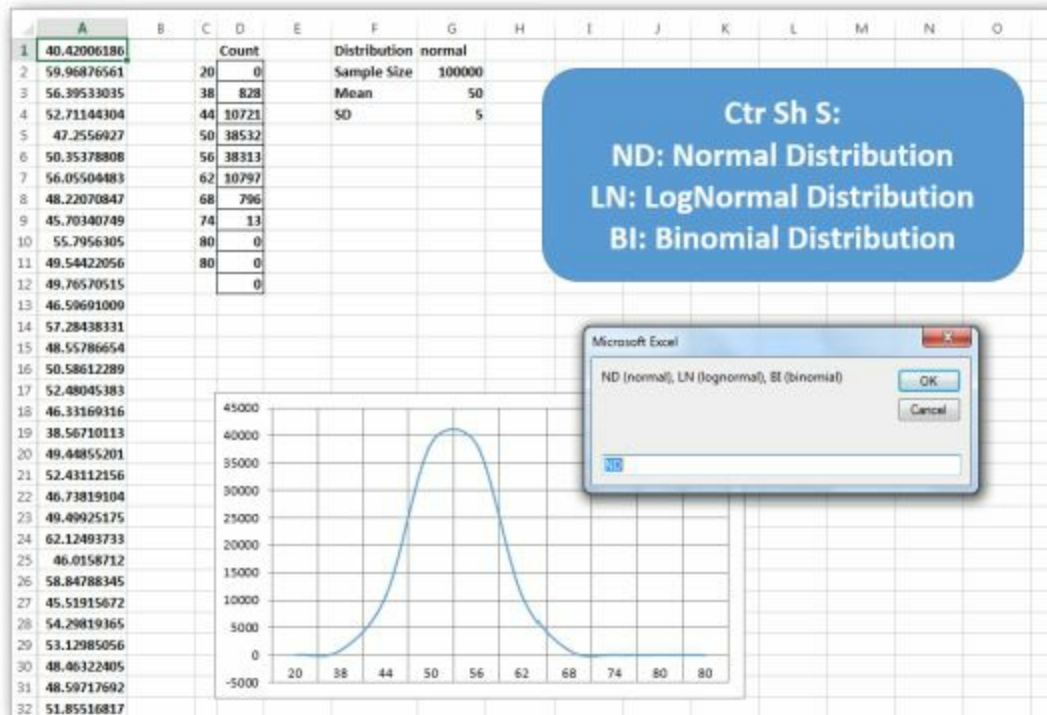 A B C D E F G H I J K L M N O
1 40.42006186 Count Distribution normal
2 59.96876561 20 0 Sample Size 100000
3 56.39533035 38 828 Mean 50
4 52.71144304 44 10721 SD 5
5 47.2556927 50 38532
6 50.35378808 56 38313
7 56.05504483 62 10797
8 48.22070847 68 796
9 45.70340749 74 13
10 55.7956305 80 0
11 49.54422056 80 0
12 49.76570515 0
13 46.59691009
14 57.28438331
15 48.55786654
16 50.58612289
17 52.48045383
18 46.33169316
19 38.56710113
20 49.44855201
21 52.43112156
22 46.73819104
23 49.49925175
24 62.12493733
25 46.0158712
26 58.84788345
27 45.51915672
28 54.29819365
29 53.12985056
30 48.46322405
31 48.59717692
32 51.85516817
Ctr Sh S:
ND: Normal Distribution
LN: LogNormal Distribution
BI: Binomial Distribution
Microsoft Excel
ND (normal), LN (lognormal), BI (binomial)
OK
Cancel
ND
45000
40000
35000
30000
25000
20000
15000
10000
5000
0
-5000
20 38 44 50 56 62 68 74 80 80